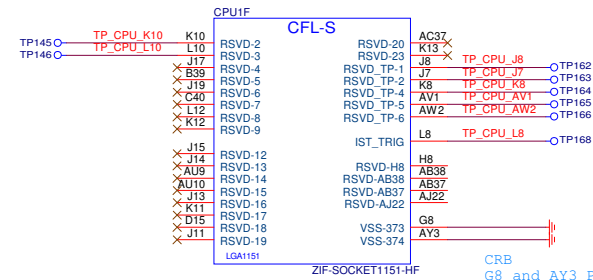 CPU1F
CFL-S
TP145 TP_CPU_K10 K10 RSVD-2
TP146 TP_CPU_L10 L10 RSVD-3
J17 RSVD-4
B39 RSVD-5
J19 RSVD-6
C40 RSVD-7
L12 RSVD-8
K12 RSVD-9
J15 RSVD-12
J14 RSVD-13
AU9 RSVD-14
AU10 RSVD-15
J13 RSVD-16
K11 RSVD-17
D15 RSVD-18
J11 RSVD-19
RSVD-20 AC37
RSVD-23 K13
RSVD_TP-1 J8 TP_CPU_J8 TP162
RSVD_TP-2 J7 TP_CPU_J7 TP163
RSVD_TP-4 K8 TP_CPU_K8 TP164
RSVD_TP-5 AV1 TP_CPU_AV1 TP165
RSVD_TP-6 AW2 TP_CPU_AW2 TP166
IST_TRIG L8 TP_CPU_L8 TP168
RSVD-H8 H8
RSVD-AB38 AB38
RSVD-AB37 AB37
RSVD-AJ22 AJ22
VSS-373 G8
VSS-374 AY3
LGA1151
ZIF-SOCKET1151-HF
CRB
G8 and AY3